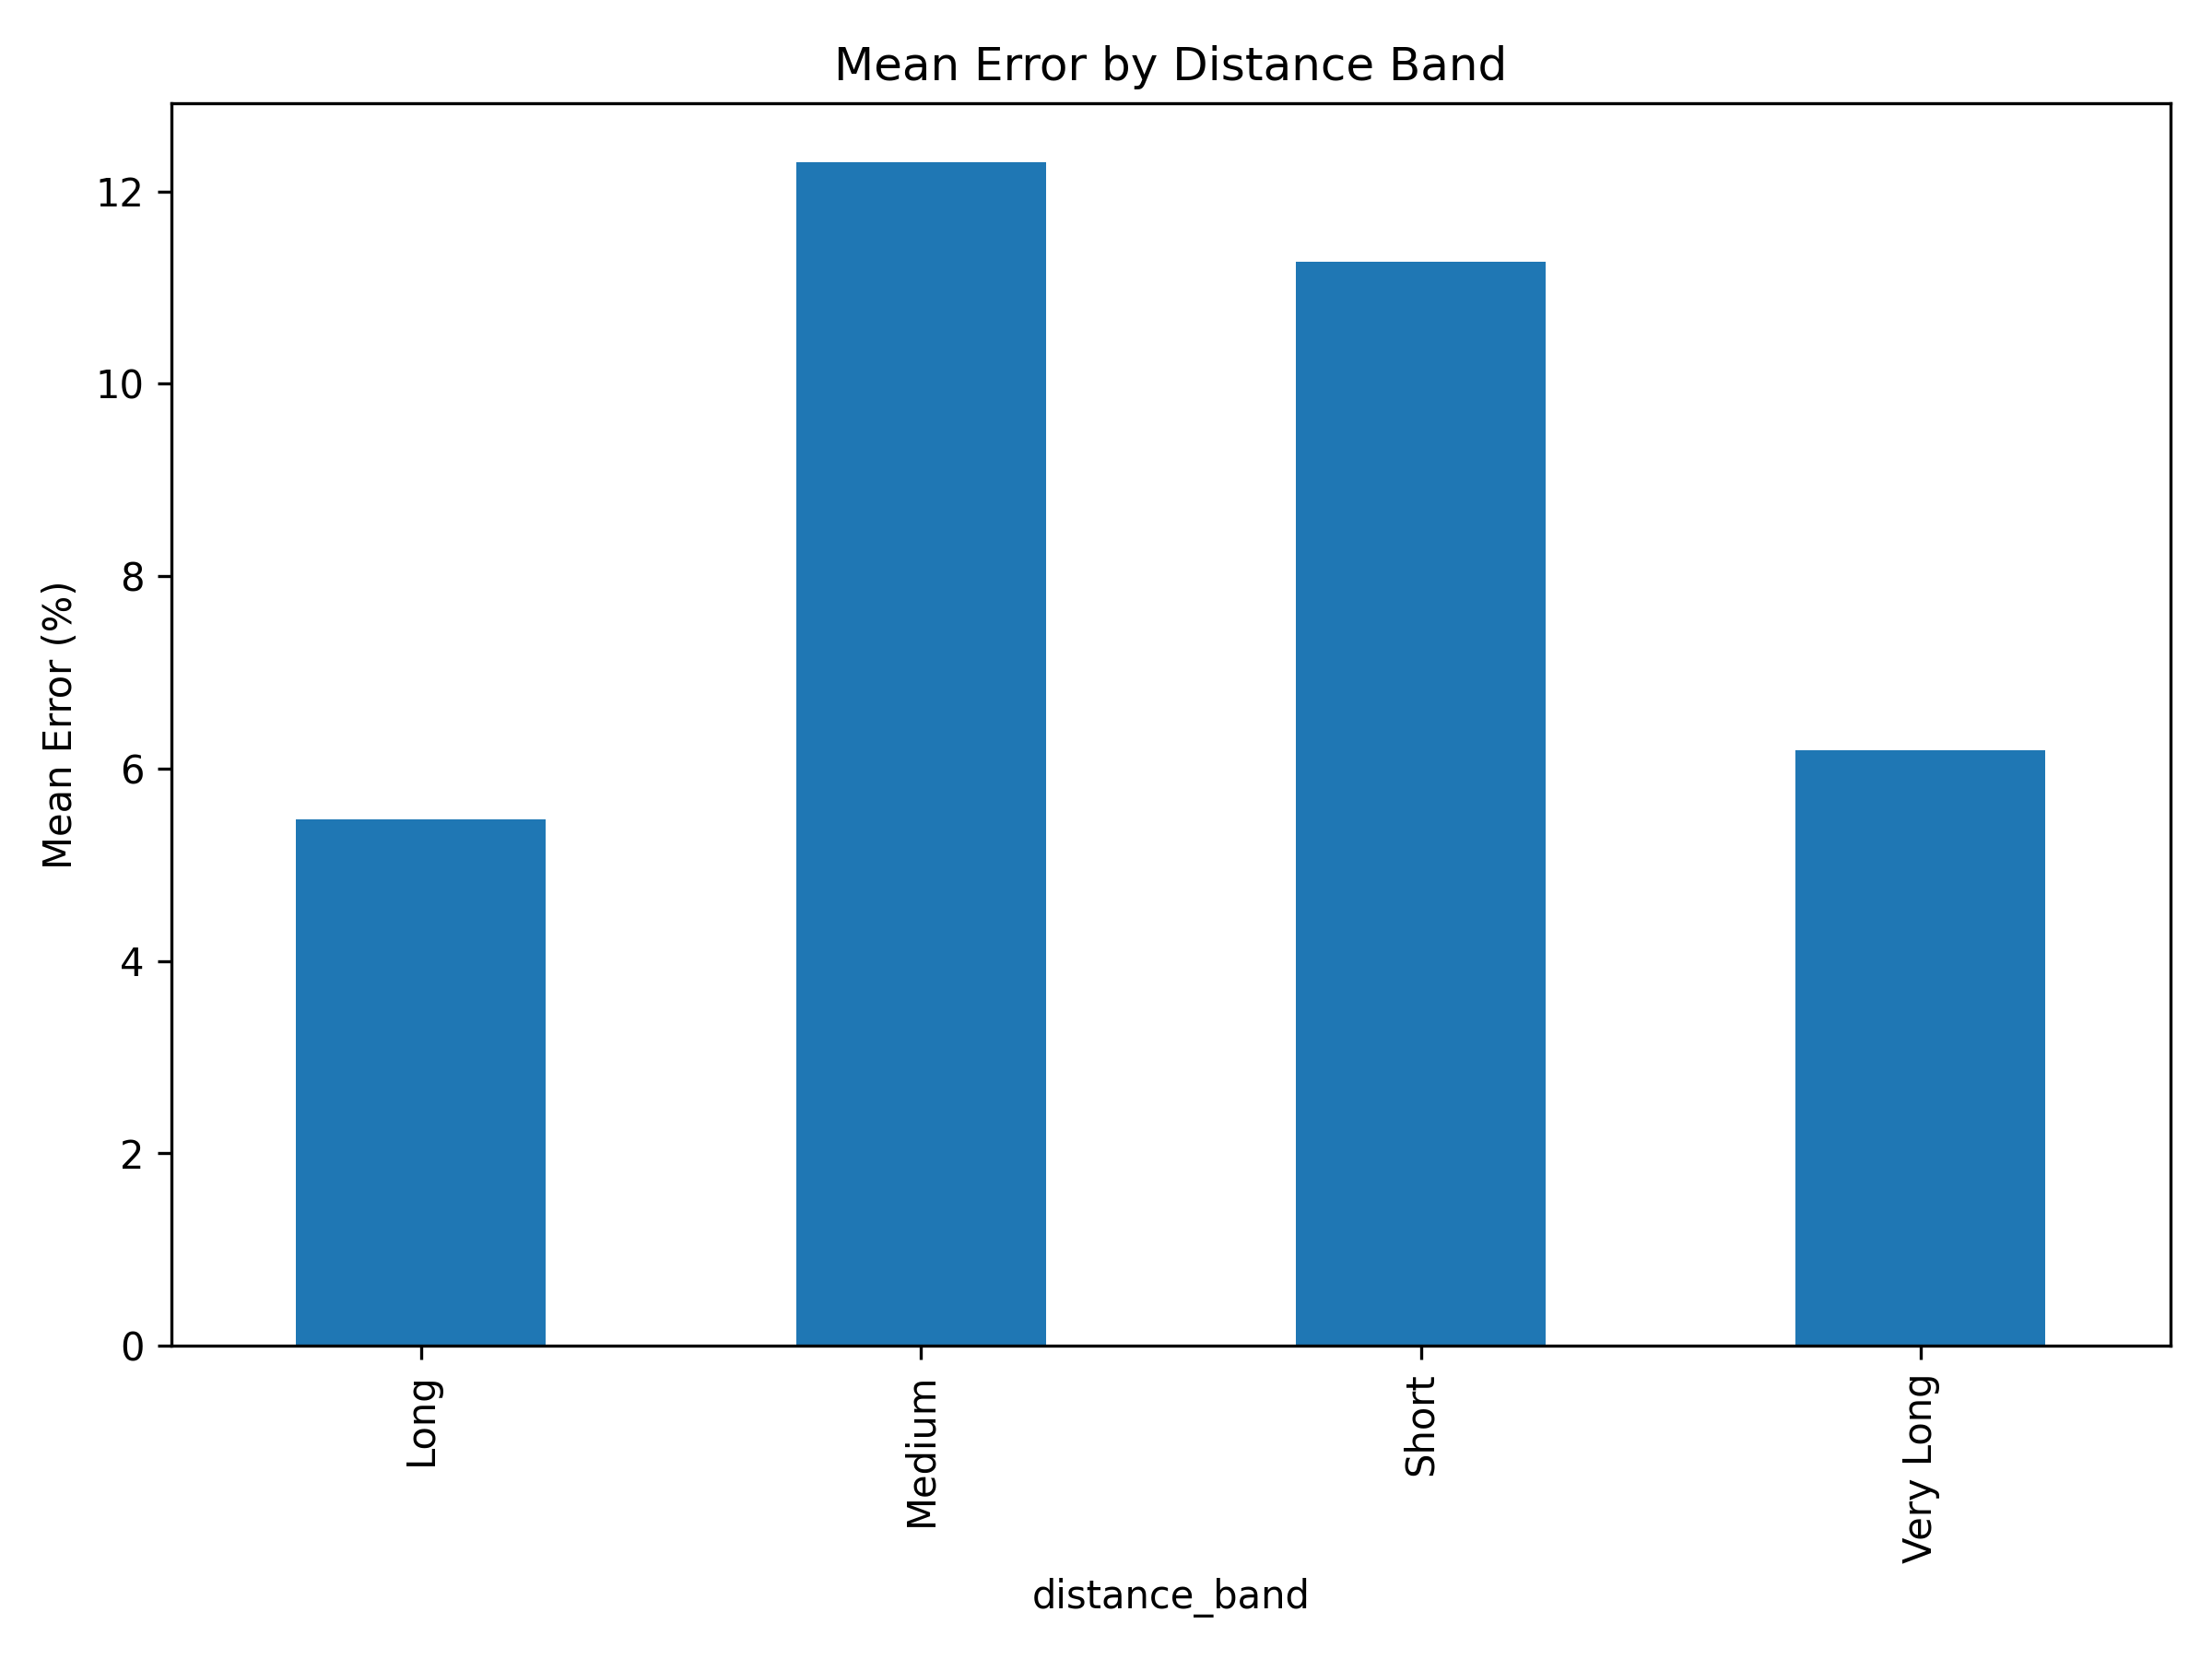 Mean Error by Distance Band
Mean Error (%)
12
10
8
6
4
2
0
Long
Medium
Short
Very Long
distance_band